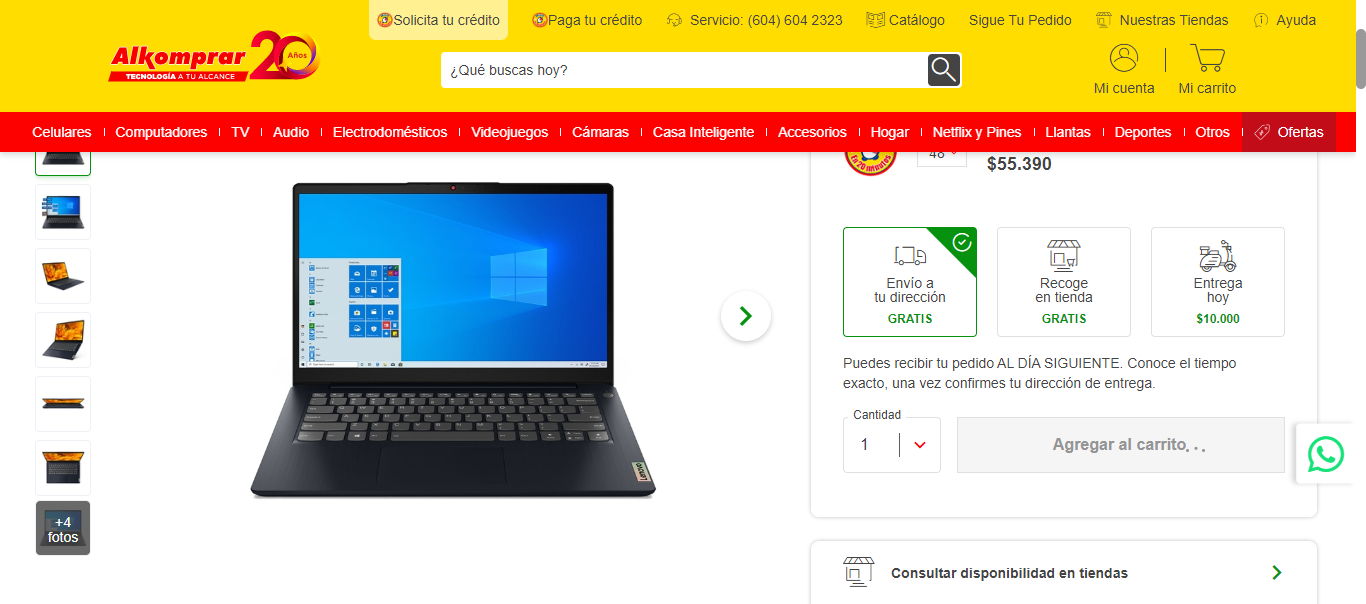 Solicita tu crédito
Paga tu crédito
Servicio: (604) 604 2323
Catálogo
Sigue Tu Pedido
Nuestras Tiendas
Ayuda
Alkomprar 20 Años
TECNOLOGÍA A TU ALCANCE
¿Qué buscas hoy?
Mi cuenta
Mi carrito
Celulares
Computadores
TV
Audio
Electrodomésticos
Videojuegos
Cámaras
Casa Inteligente
Accesorios
Hogar
Netflix y Pines
Llantas
Deportes
Otros
Ofertas
En 20 Minutos
48
$55.390
Envío a
tu dirección
GRATIS
Recoge
en tienda
GRATIS
Entrega
hoy
$10.000
Puedes recibir tu pedido AL DÍA SIGUIENTE. Conoce el tiempo
exacto, una vez confirmes tu dirección de entrega.
Cantidad
1
Agregar al carrito...
+4
fotos
Lenovo
Consultar disponibilidad en tiendas